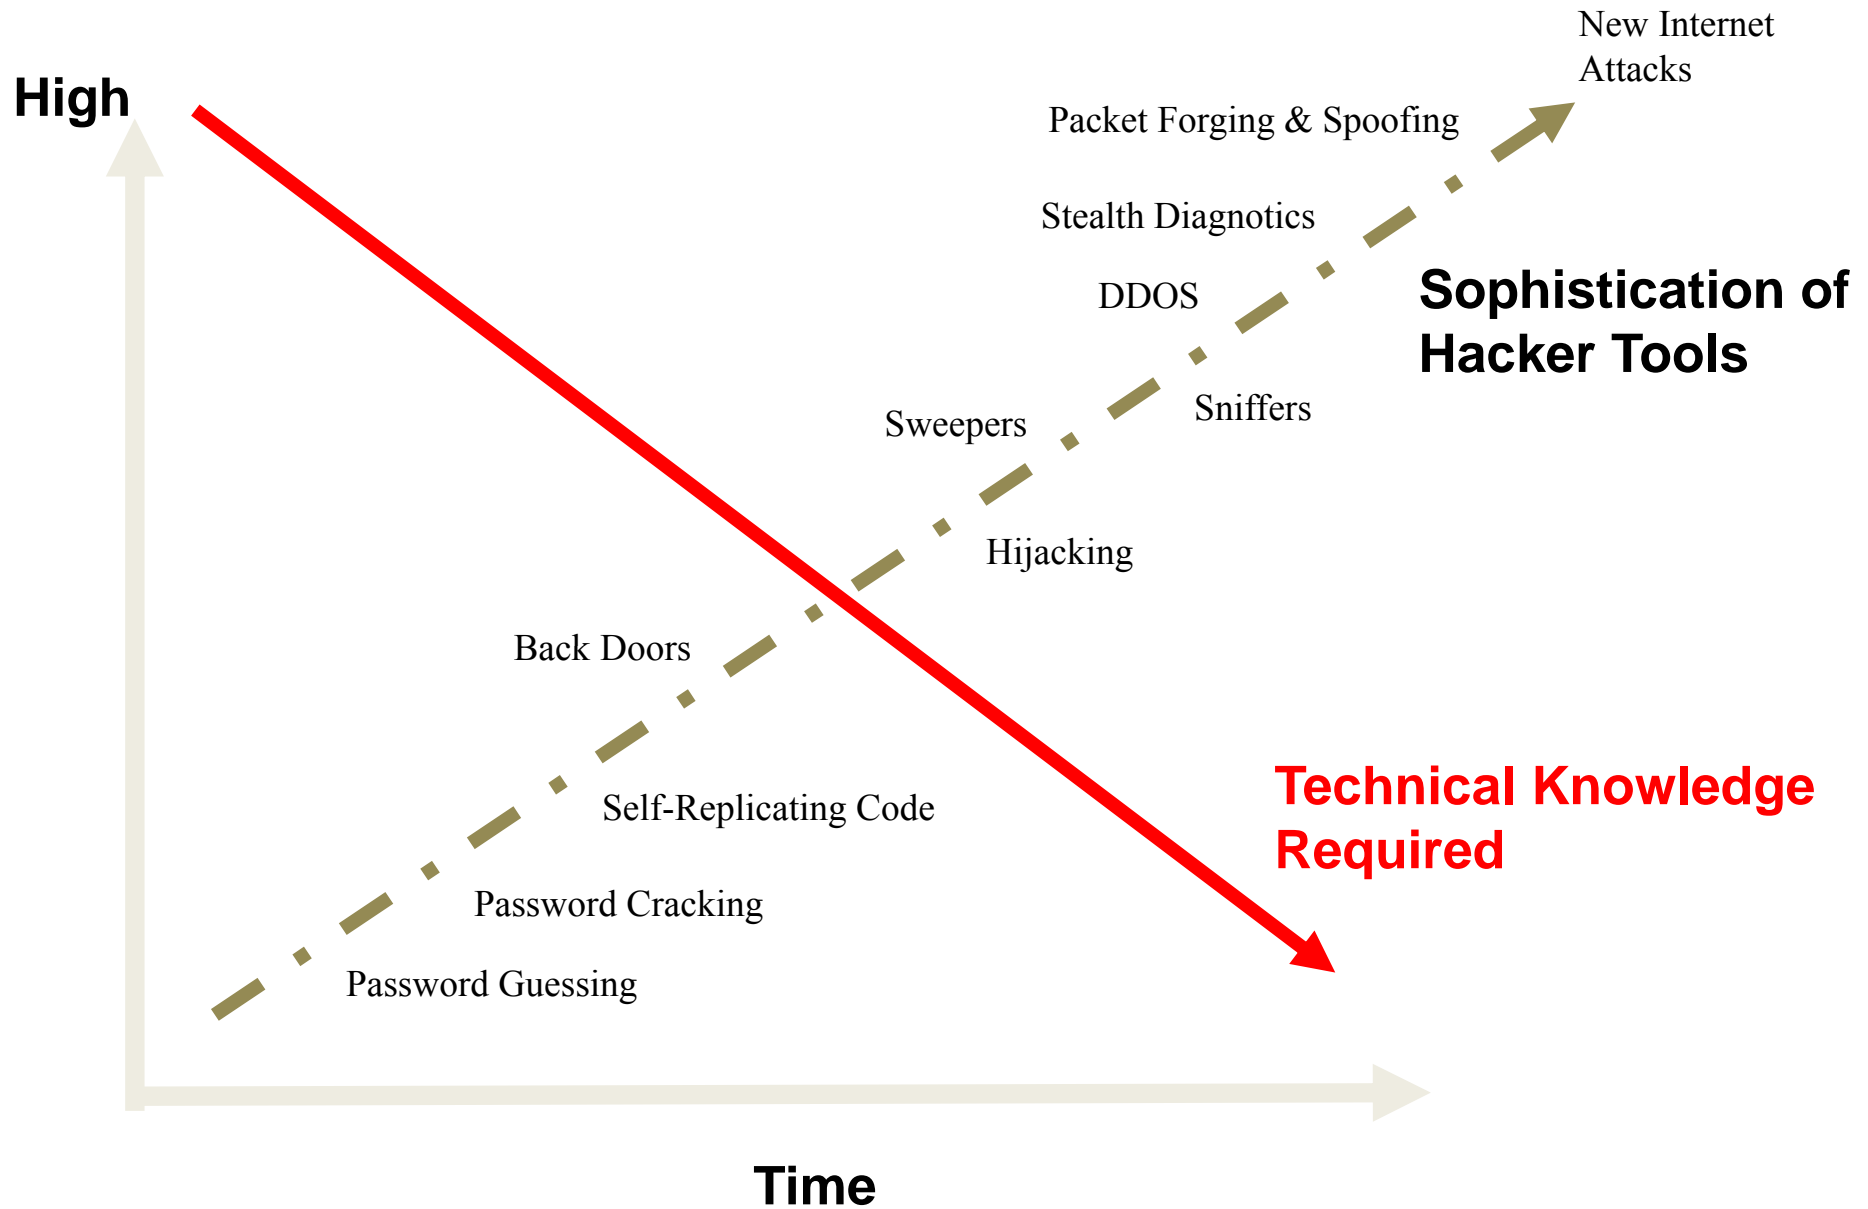 New Internet
Attacks
High
Packet Forging & Spoofing
Stealth Diagnotics
DDOS
Sophistication of
Hacker Tools
Sweepers
Sniffers
Hijacking
Back Doors
Technical Knowledge
Required
Self-Replicating Code
Password Cracking
Password Guessing
Time